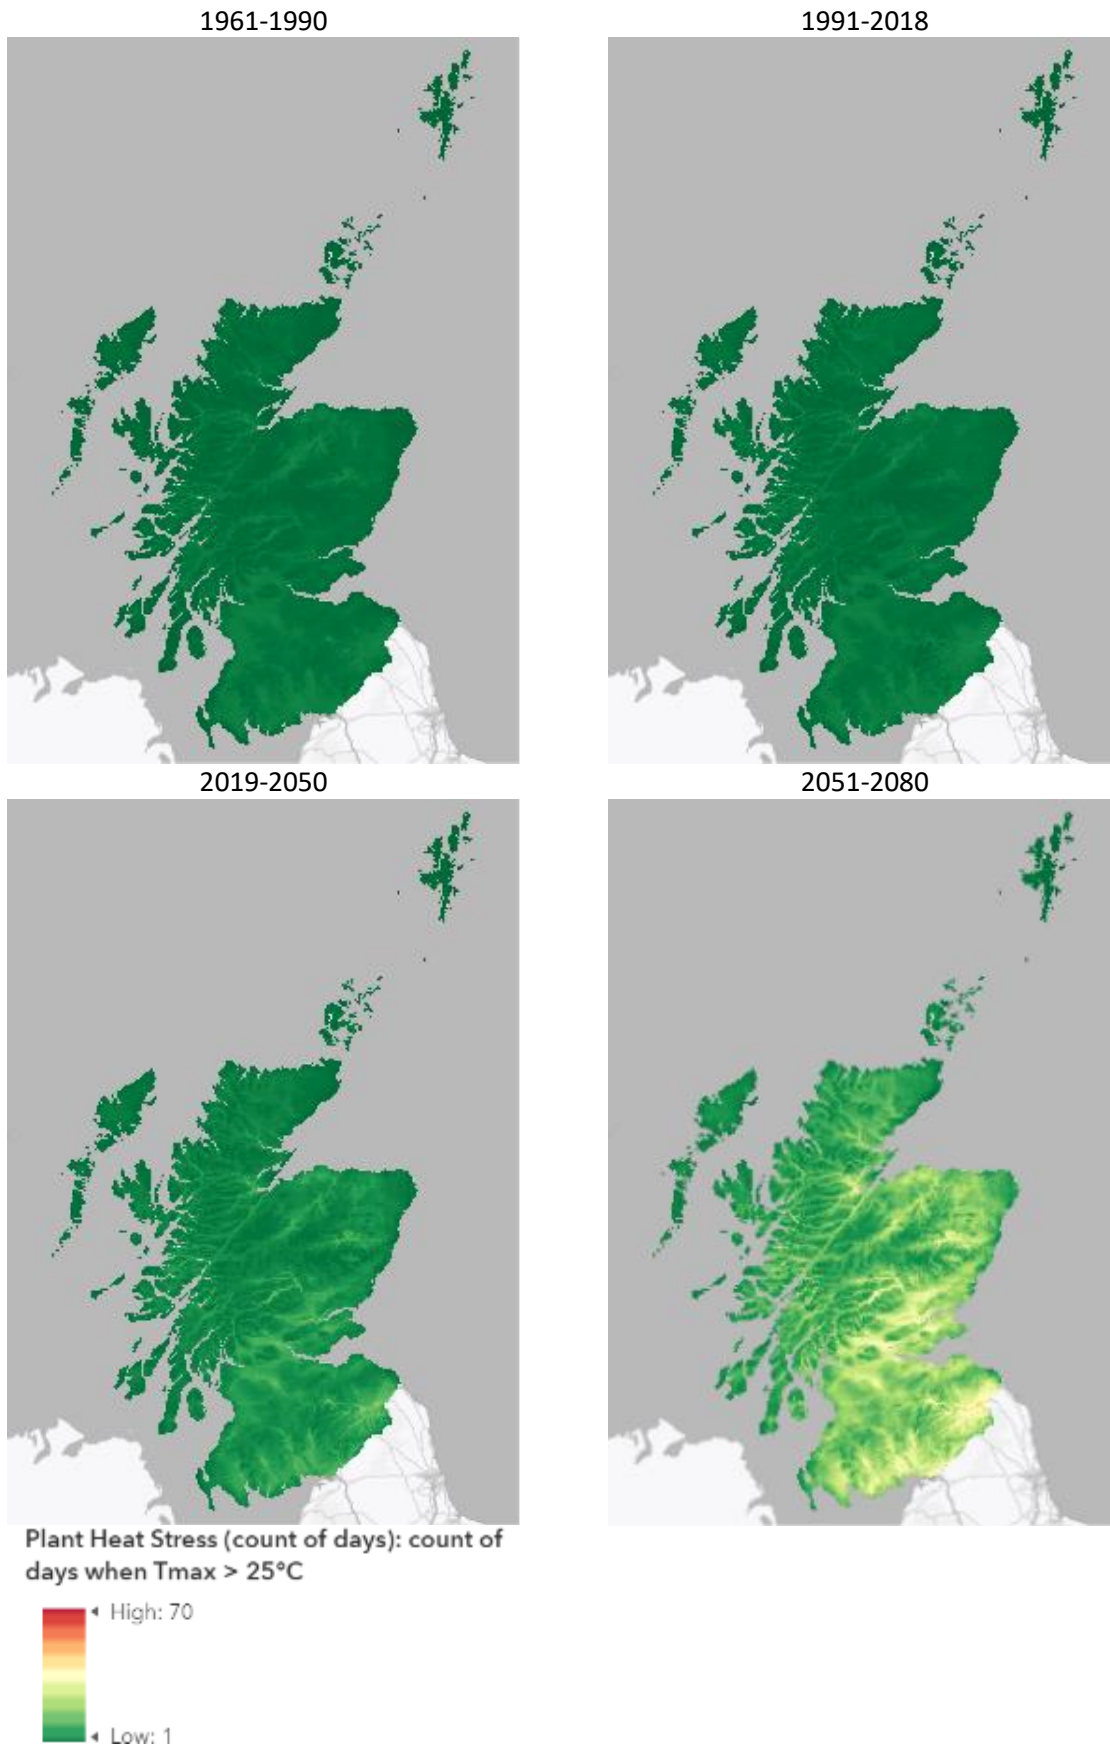 1961-1990
1991-2018
2019-2050
2051-2080
Plant Heat Stress (count of days): count of
days when Tmax > 25°C
High: 70
Low: 1